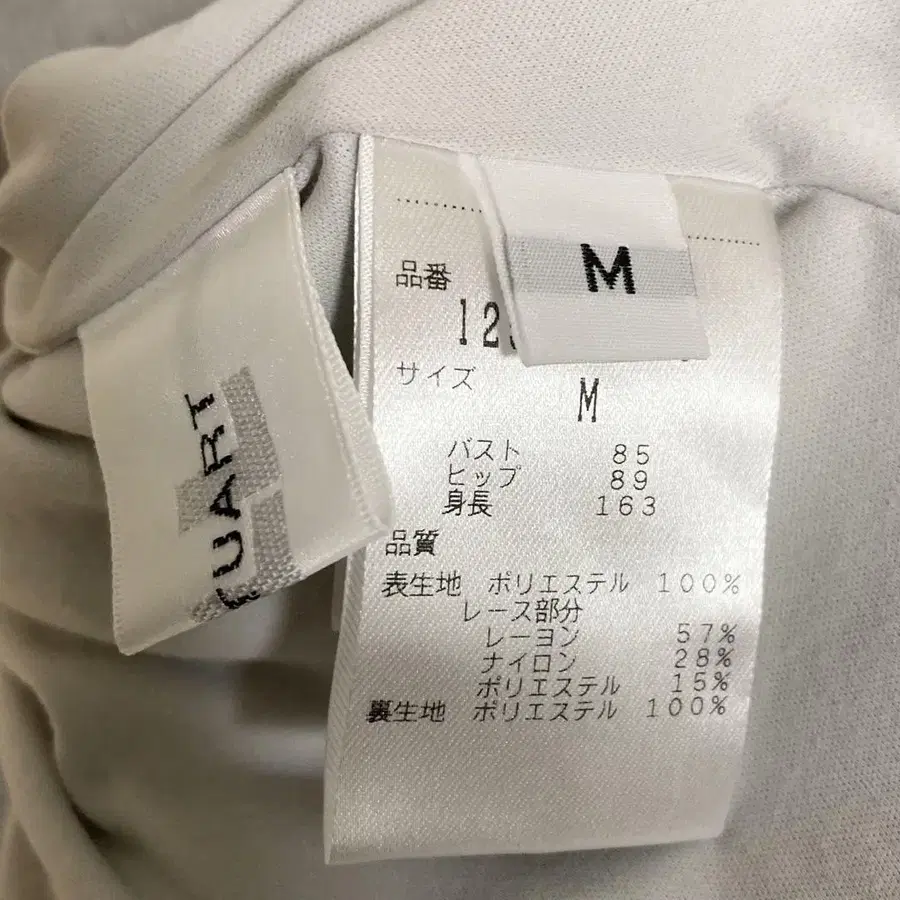 M
品番
サイズ
M
バスト 85
ヒップ 89
身長 163
品質
表生地 ポリエステル 100%
レース部分
レーヨン 57%
ナイロン 28%
ポリエステル 15%
裏生地 ポリエステル 100%
TUART